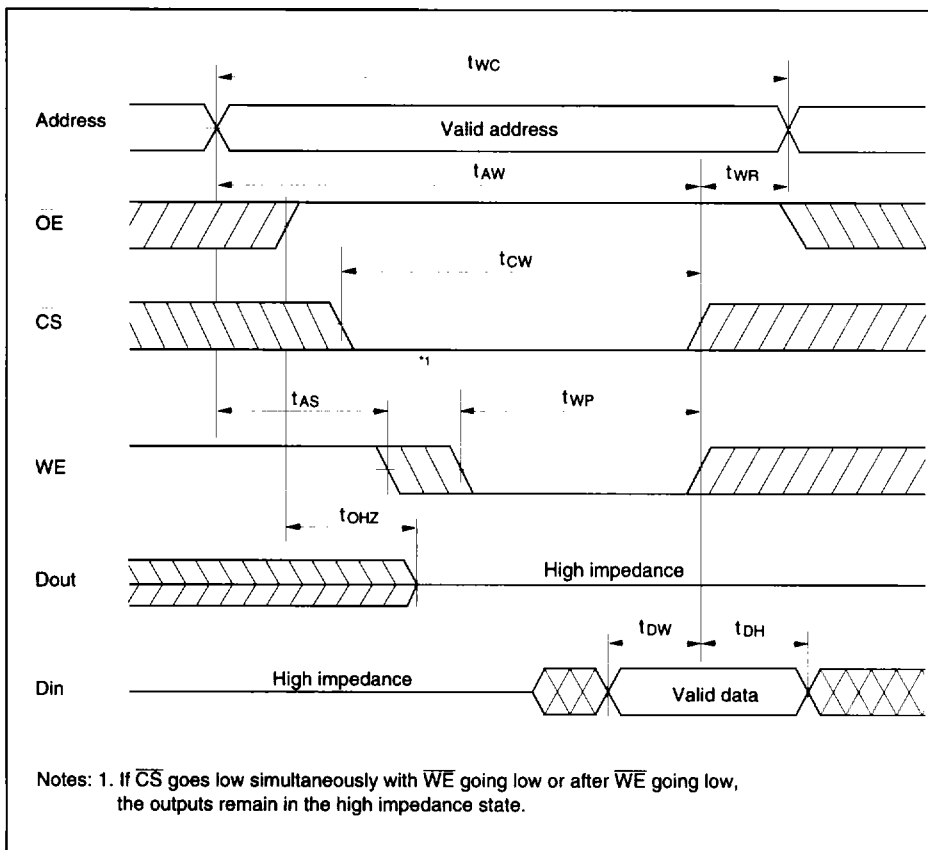 tWC
Address
Valid address
tAW
tWR
OE
tCW
CS
*1
tAS
tWP
WE
tOHZ
Dout
High impedance
tDW
tDH
Din
High impedance
Valid data
Notes: 1. If CS goes low simultaneously with WE going low or after WE going low,
the outputs remain in the high impedance state.